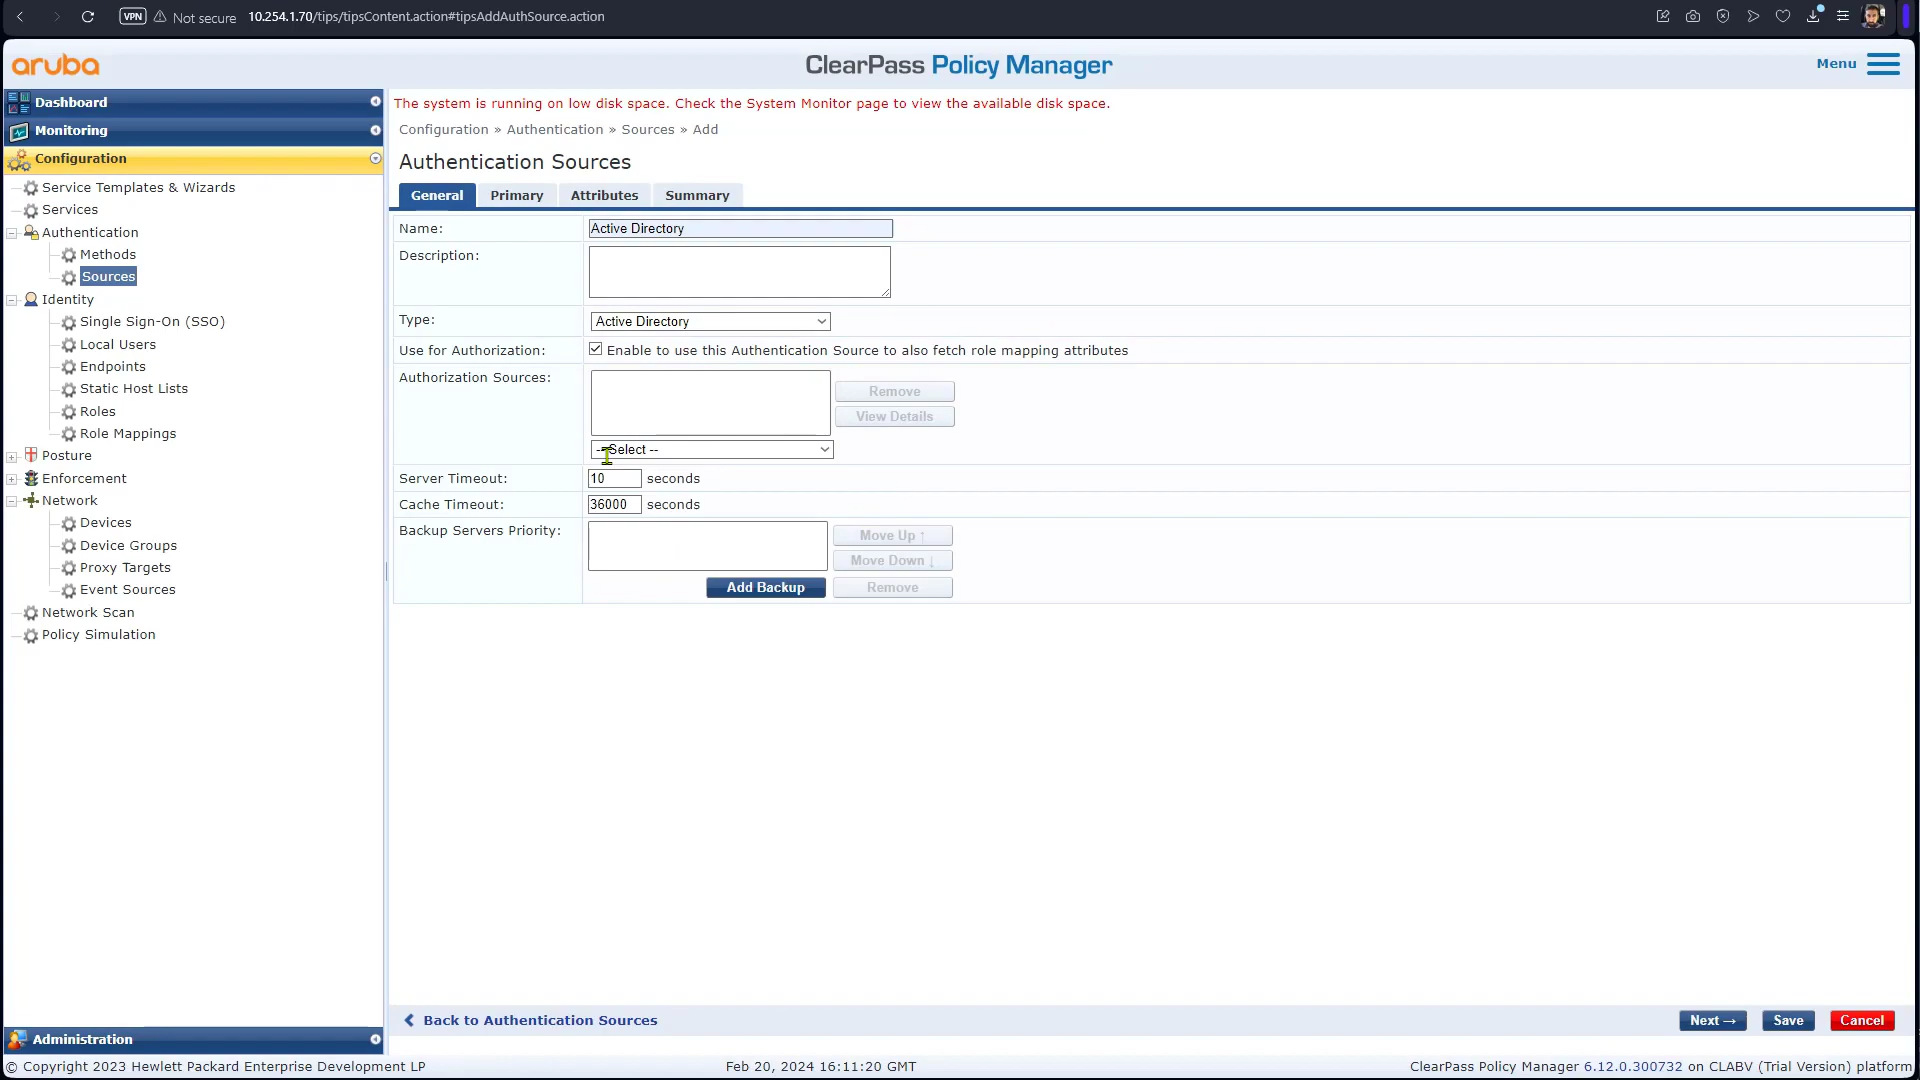 VPN Not secure 10.254.1.70/tips/tipsContent.action#tipsAddAuthSource.action
aruba
ClearPass Policy Manager
Menu
Dashboard
Monitoring
Configuration
Service Templates & Wizards
Services
Authentication
Methods
Sources
Identity
Single Sign-On (SSO)
Local Users
Endpoints
Static Host Lists
Roles
Role Mappings
Posture
Enforcement
Network
Devices
Device Groups
Proxy Targets
Event Sources
Network Scan
Policy Simulation
Administration
The system is running on low disk space. Check the System Monitor page to view the available disk space.
Configuration » Authentication » Sources » Add
Authentication Sources
General Primary Attributes Summary
Name: Active Directory
Description:
Type: Active Directory
Use for Authorization: Enable to use this Authentication Source to also fetch role mapping attributes
Authorization Sources:
Remove
View Details
-- Select --
Server Timeout: 10 seconds
Cache Timeout: 36000 seconds
Backup Servers Priority:
Move Up ↑
Move Down ↓
Add Backup Remove
Back to Authentication Sources Next → Save Cancel
© Copyright 2023 Hewlett Packard Enterprise Development LP Feb 20, 2024 16:11:20 GMT ClearPass Policy Manager 6.12.0.300732 on CLABV (Trial Version) platform